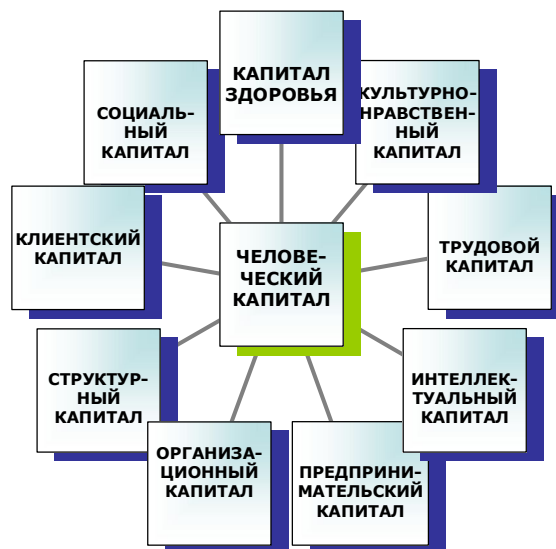 КАПИТАЛ
ЗДОРОВЬЯ
КУЛЬТУРНО-
НРАВСТВЕН-
НЫЙ
КАПИТАЛ
ТРУДОВОЙ
КАПИТАЛ
ИНТЕЛЛЕК-
ТУАЛЬНЫЙ
КАПИТАЛ
ПРЕДПРИНИ-
МАТЕЛЬСКИЙ
КАПИТАЛ
ОРГАНИЗА-
ЦИОННЫЙ
КАПИТАЛ
СТРУКТУР-
НЫЙ
КАПИТАЛ
КЛИЕНТСКИЙ
КАПИТАЛ
СОЦИАЛЬ-
НЫЙ
КАПИТАЛ
ЧЕЛОВЕ-
ЧЕСКИЙ
КАПИТАЛ